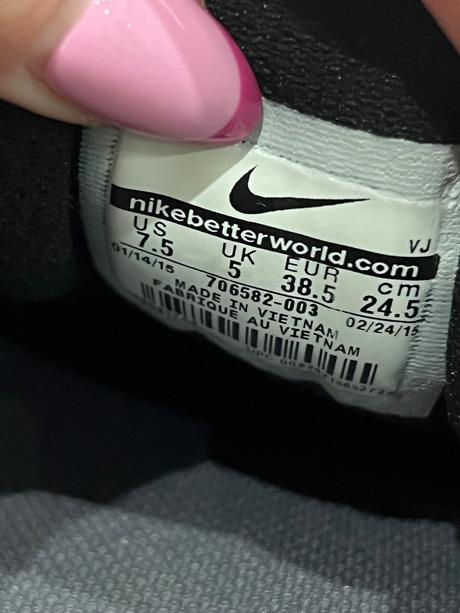 nikebetterworld.com VJ
US UK EUR cm
7.5 5 38.5 24.5
01/14/15 706582-003 02/24/15
MADE IN VIETNAM
FABRIQUE AU VIETNAM
UPC